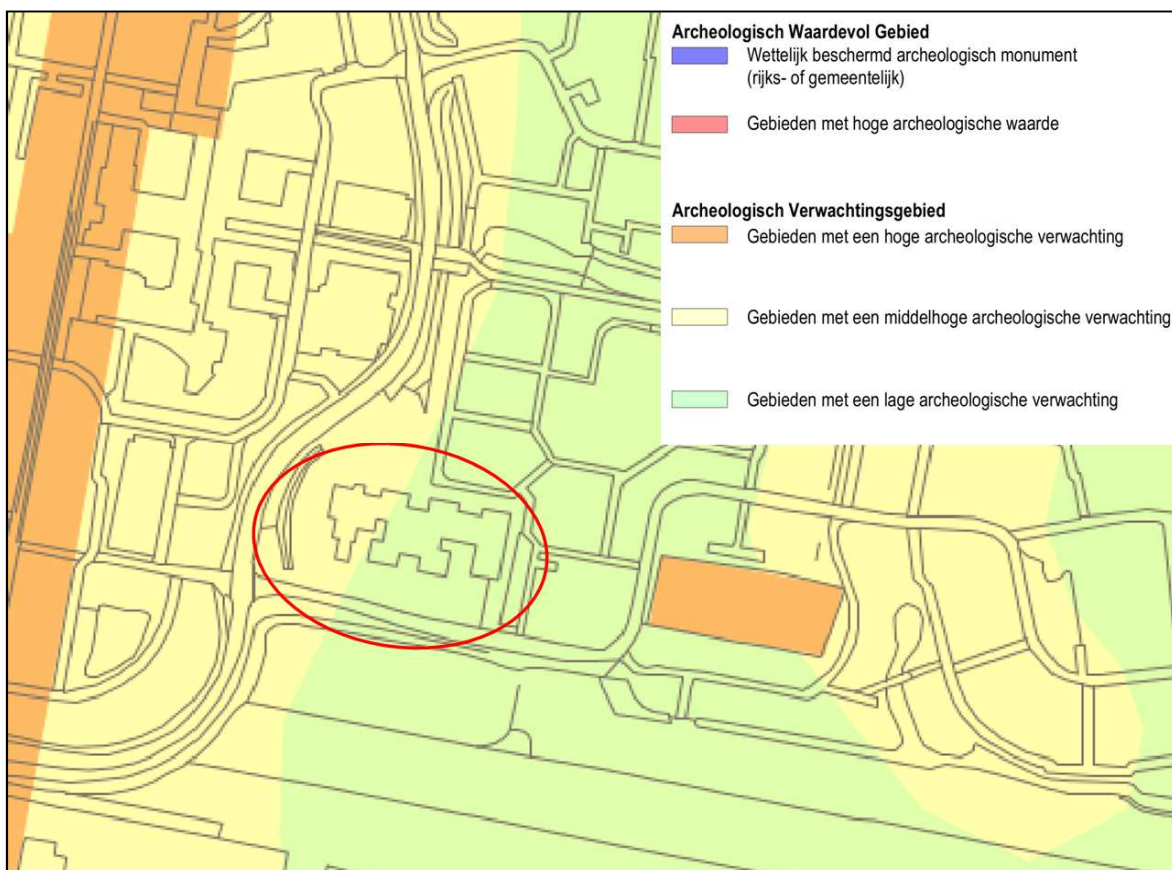 Archeologisch Waardevol Gebied
Wettelijk beschermd archeologisch monument
(rijks- of gemeentelijk)
Gebieden met hoge archeologische waarde
Archeologisch Verwachtingsgebied
Gebieden met een hoge archeologische verwachting
Gebieden met een middelhoge archeologische verwachting
Gebieden met een lage archeologische verwachting